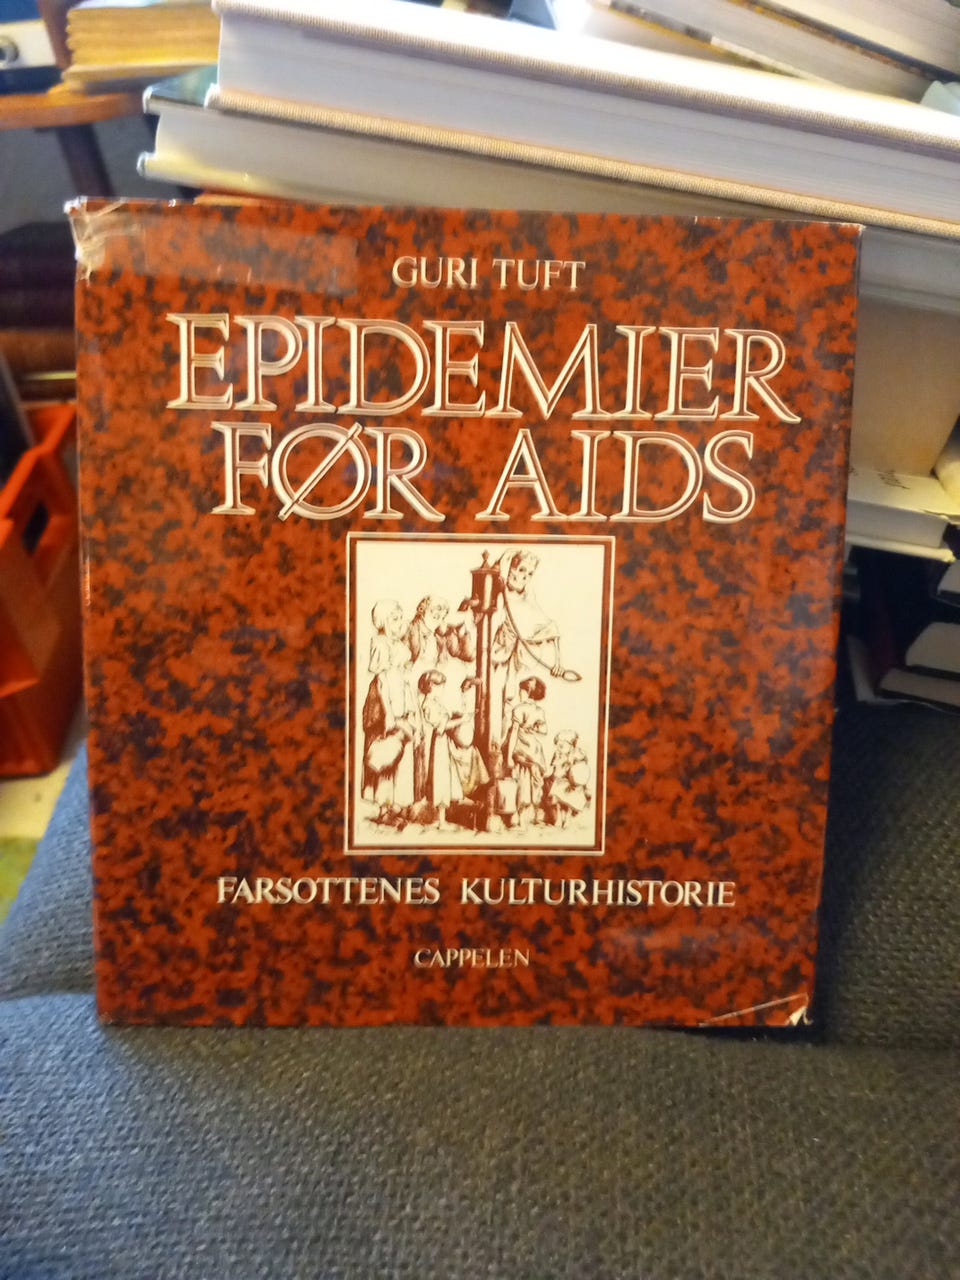 GURI TUFT
EPIDEMIER
FØR AIDS
FARSOTTENES KULTURHISTORIE
CAPPELEN